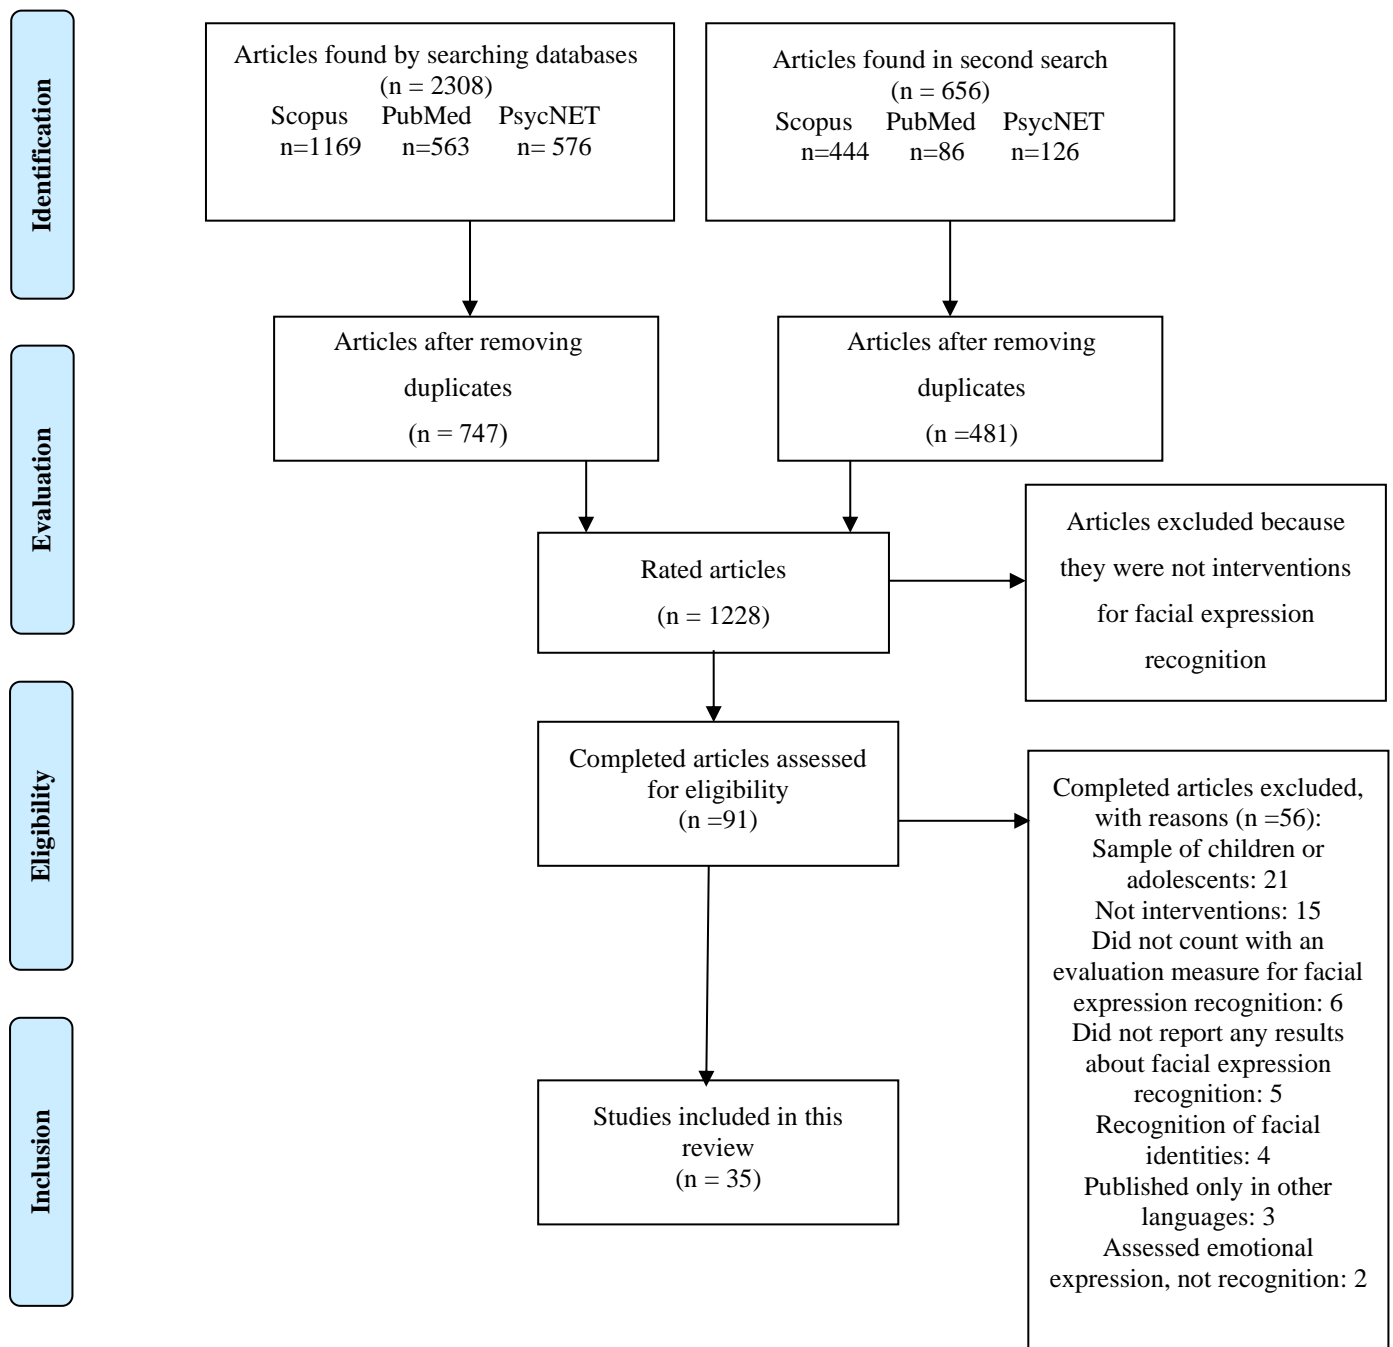 Identification
Articles found by searching databases
(n = 2308)
Scopus PubMed PsycNET
n=1169 n=563 n= 576
Articles found in second search
(n = 656)
Scopus PubMed PsycNET
n=444 n=86 n=126
Evaluation
Articles after removing
duplicates
(n = 747)
Articles after removing
duplicates
(n =481)
Rated articles
(n = 1228)
Articles excluded because
they were not interventions
for facial expression
recognition
Eligibility
Completed articles assessed
for eligibility
(n =91)
Completed articles excluded,
with reasons (n =56):
Sample of children or
adolescents: 21
Not interventions: 15
Did not count with an
evaluation measure for facial
expression recognition: 6
Did not report any results
about facial expression
recognition: 5
Recognition of facial
identities: 4
Published only in other
languages: 3
Assessed emotional
expression, not recognition: 2
Inclusion
Studies included in this
review
(n = 35)